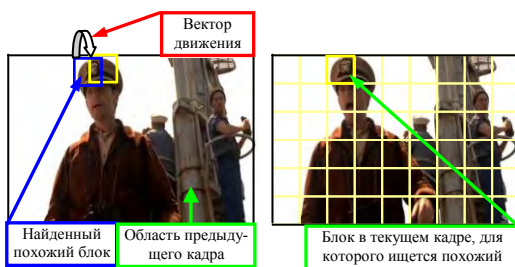 Вектор
движения
Найденный
похожий блок
Область предыду-
щего кадра
Блок в текущем кадре, для
которого ищется похожий